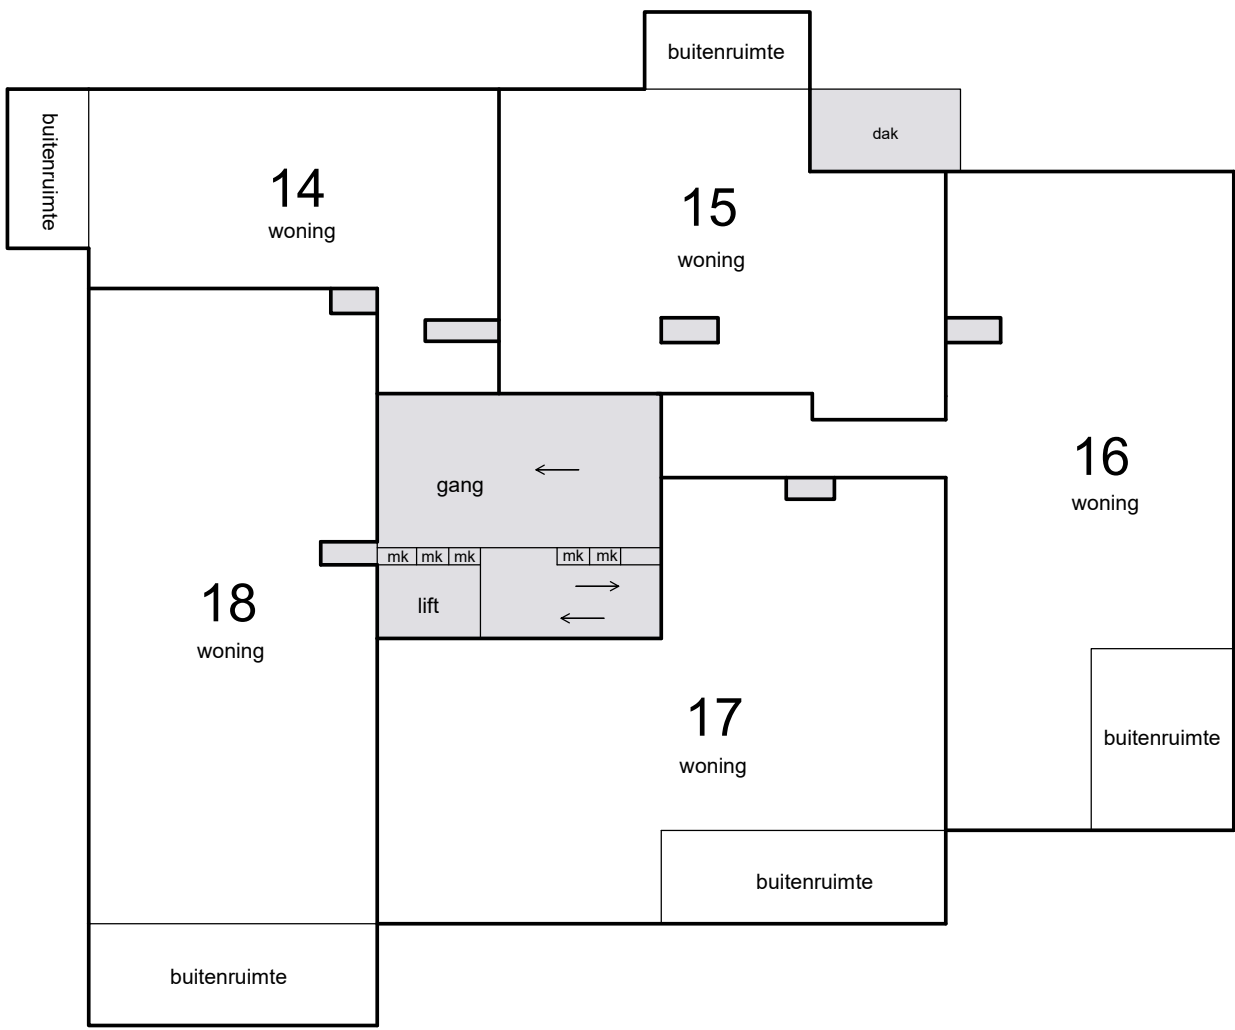 buitenruimte
buitenruimte
dak
14
woning
15
woning
16
woning
gang
mk mk mk mk mk
lift
18
woning
17
woning
buitenruimte
buitenruimte
buitenruimte